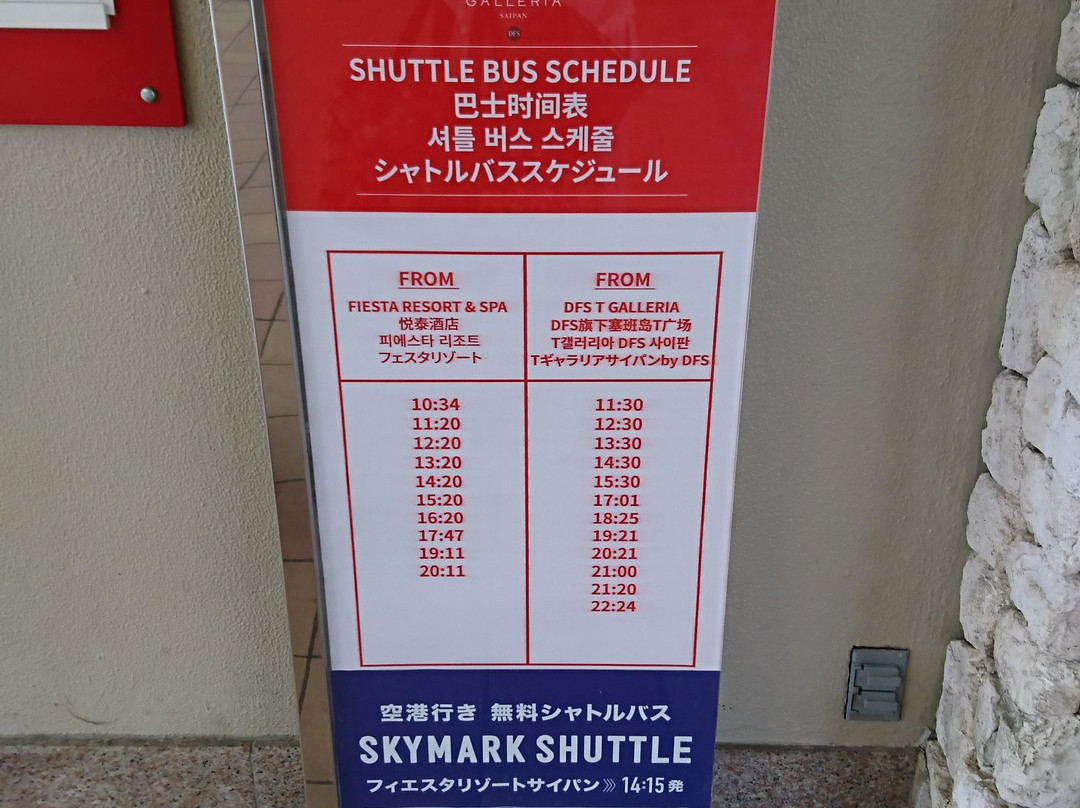 GALLERIA
SAIPAN
DFS
SHUTTLE BUS SCHEDULE
巴士时间表
셔틀 버스 스케줄
シャトルバススケジュール
FROM
FIESTA RESORT & SPA
悦泰酒店
피에스타 리조트
フェスタリゾート
10:34
11:20
12:20
13:20
14:20
15:20
16:20
17:47
19:11
20:11
FROM
DFS T GALLERIA
DFS旗下塞班岛T广场
T갤러리아 DFS 사이판
Tギャラリアサイパンby DFS
11:30
12:30
13:30
14:30
15:30
17:01
18:25
19:21
20:21
21:00
21:20
22:24
空港行き 無料シャトルバス
SKYMARK SHUTTLE
フィエスタリゾートサイパン》》 14:15発